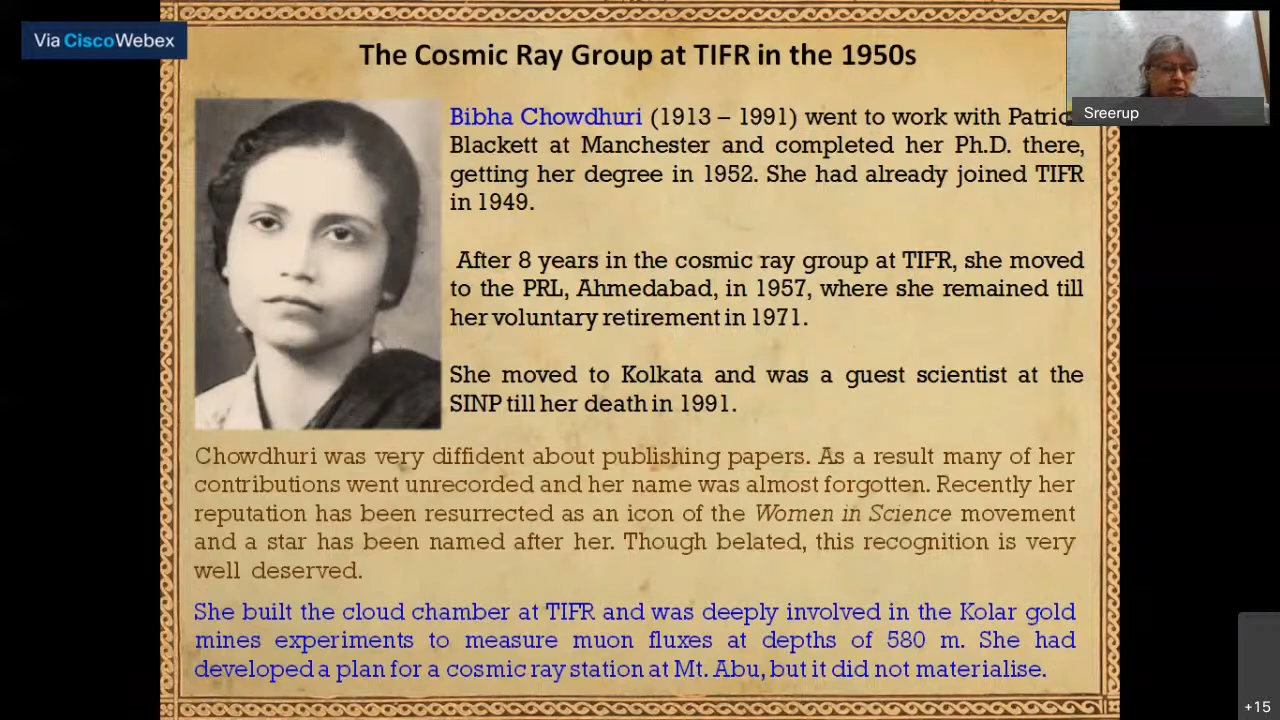 Via CiscoWebex
The Cosmic Ray Group at TIFR in the 1950s
Sreerup
Bibha Chowdhuri (1913 – 1991) went to work with Patric
Blackett at Manchester and completed her Ph.D. there,
getting her degree in 1952. She had already joined TIFR
in 1949.
After 8 years in the cosmic ray group at TIFR, she moved
to the PRL, Ahmedabad, in 1957, where she remained till
her voluntary retirement in 1971.
She moved to Kolkata and was a guest scientist at the
SINP till her death in 1991.
Chowdhuri was very diffident about publishing papers. As a result many of her
contributions went unrecorded and her name was almost forgotten. Recently her
reputation has been resurrected as an icon of the Women in Science movement
and a star has been named after her. Though belated, this recognition is very
well deserved.
She built the cloud chamber at TIFR and was deeply involved in the Kolar gold
mines experiments to measure muon fluxes at depths of 580 m. She had
developed a plan for a cosmic ray station at Mt. Abu, but it did not materialise.
+15